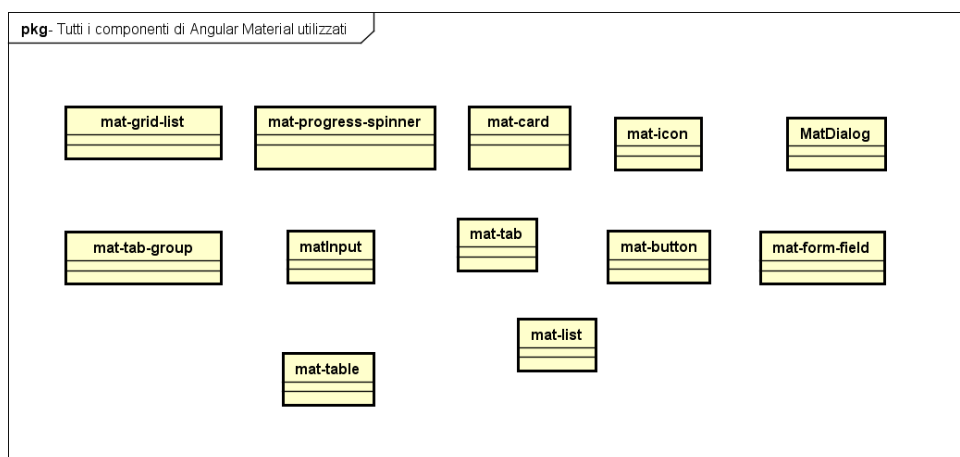 pkg- Tutti i componenti di Angular Material utilizzati
mat-grid-list
mat-progress-spinner
mat-card
mat-icon
MatDialog
mat-tab-group
matInput
mat-tab
mat-button
mat-form-field
mat-list
mat-table